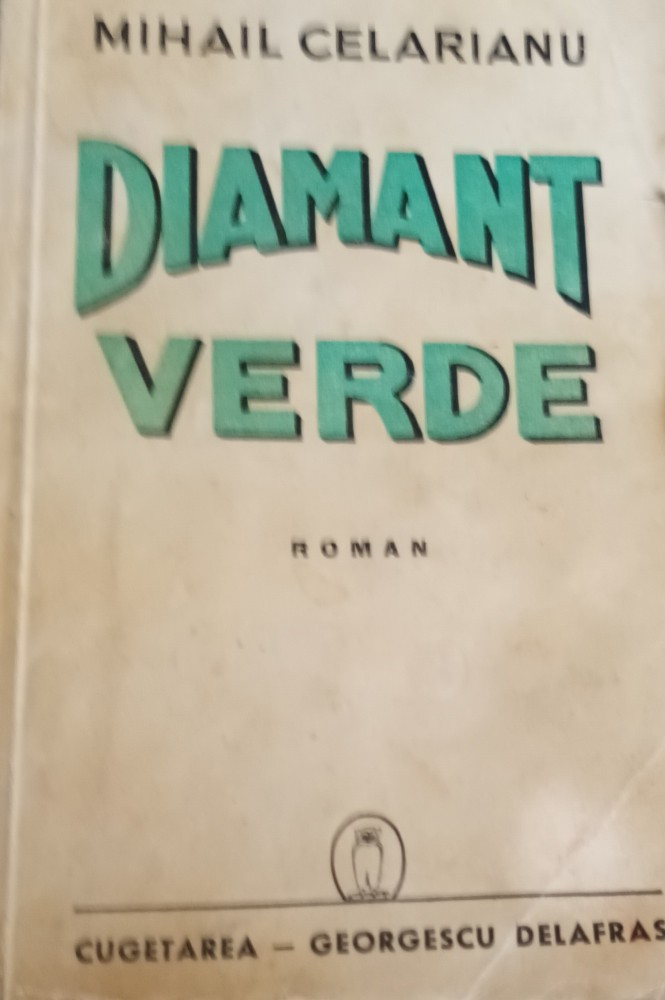 MIHAIL CELARIANU
DIAMANT
VERDE
ROMAN
CUGETAREA — GEORGESCU DELAFRAS